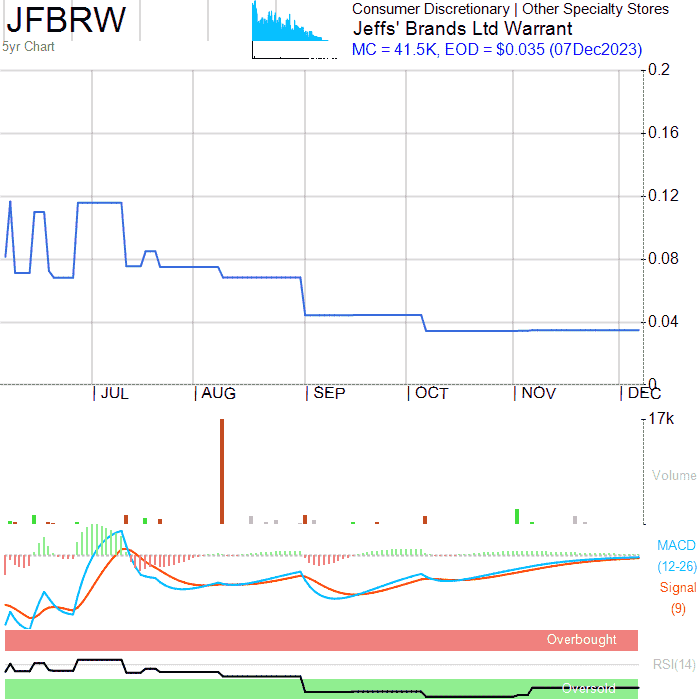 JFBRW
5yr Chart
Consumer Discretionary | Other Specialty Stores
Jeffs' Brands Ltd Warrant
MC = 41.5K, EOD = $0.035 (07Dec2023)
0.2
0.16
0.12
0.08
0.04
0
JUL AUG SEP OCT NOV DEC
17k
Volume
MACD
(12-26)
Signal
(9)
Overbought
RSI(14)
Oversold